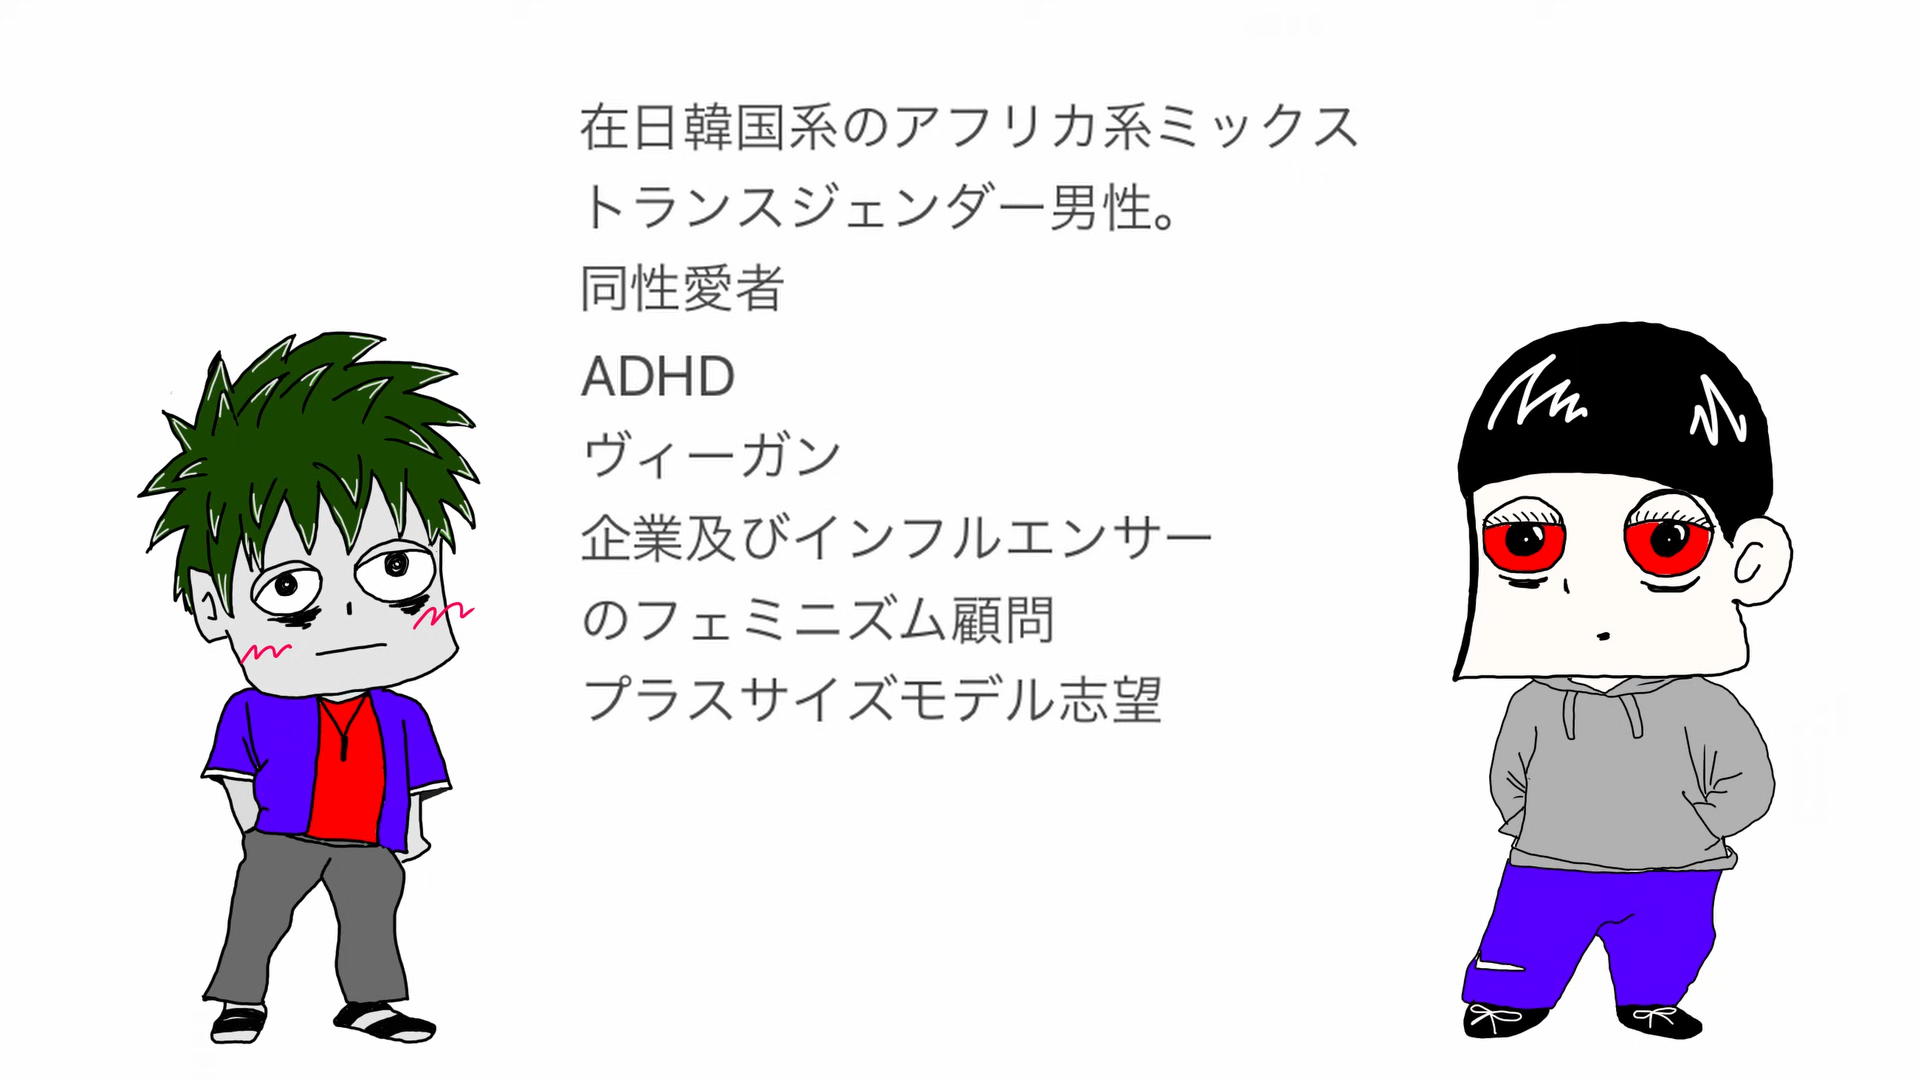 在日韓国系のアフリカ系ミックス
トランスジェンダー男性。
同性愛者
ADHD
ヴィーガン
企業及びインフルエンサー
のフェミニズム顧問
プラスサイズモデル志望